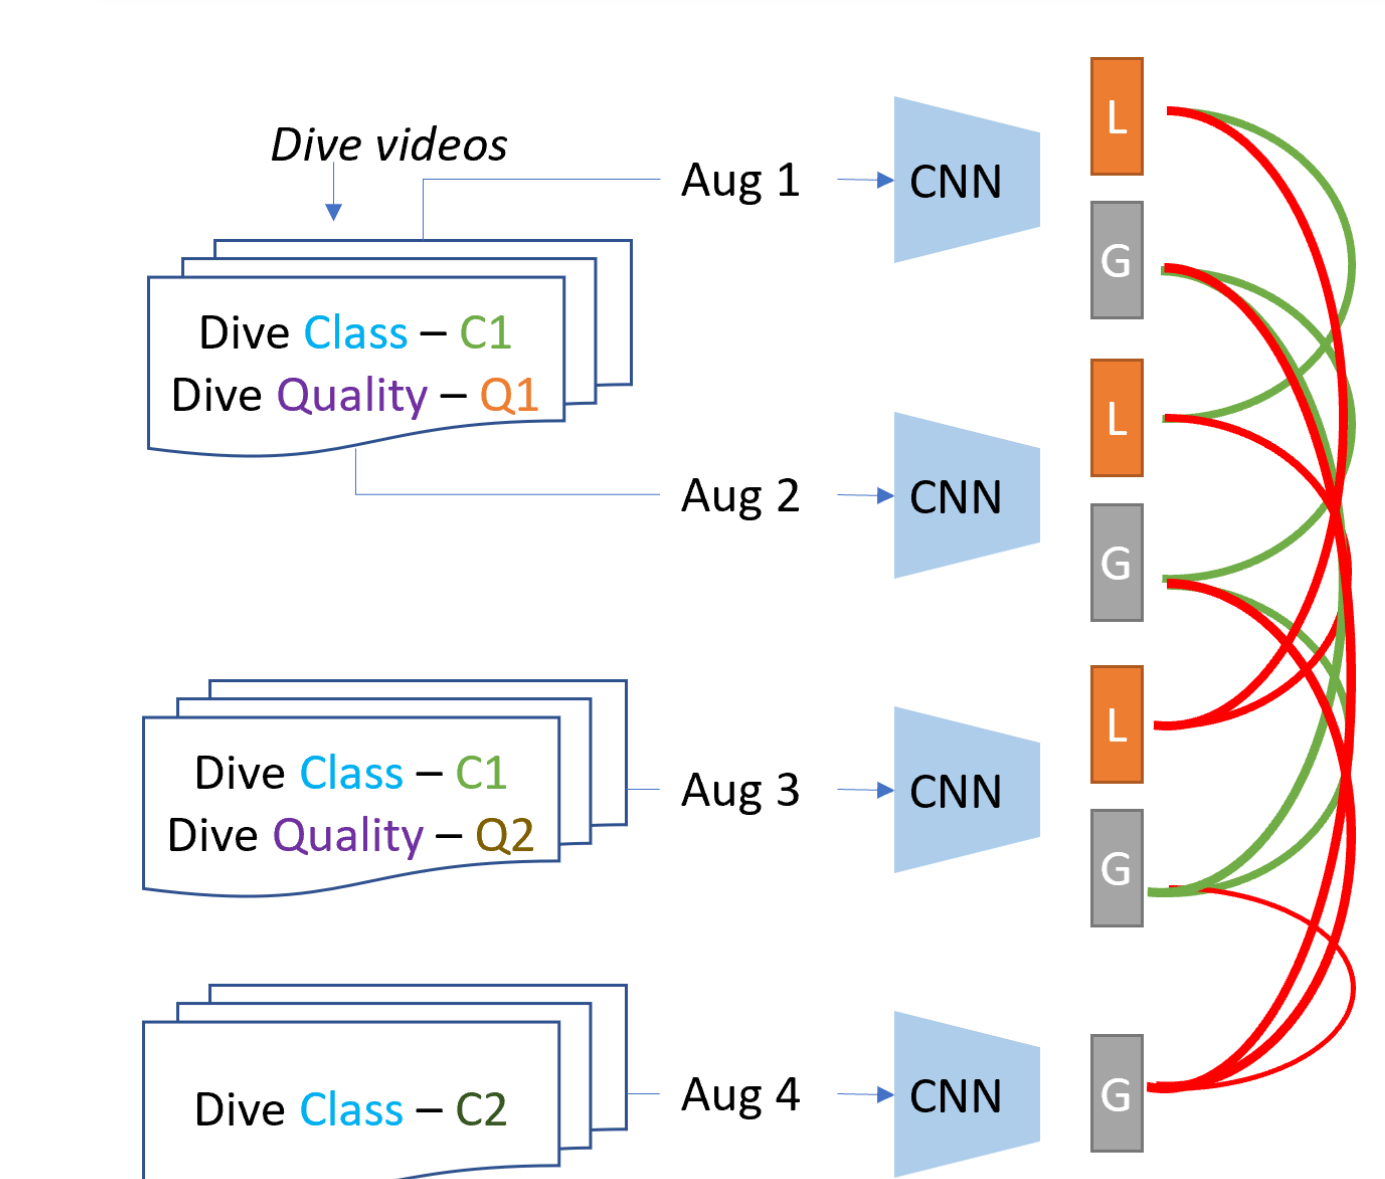 Dive videos
Dive Class – C1
Dive Quality – Q1
Aug 1
CNN
L
G
Aug 2
CNN
L
G
Dive Class – C1
Dive Quality – Q2
Aug 3
CNN
L
G
Dive Class – C2
Aug 4
CNN
G